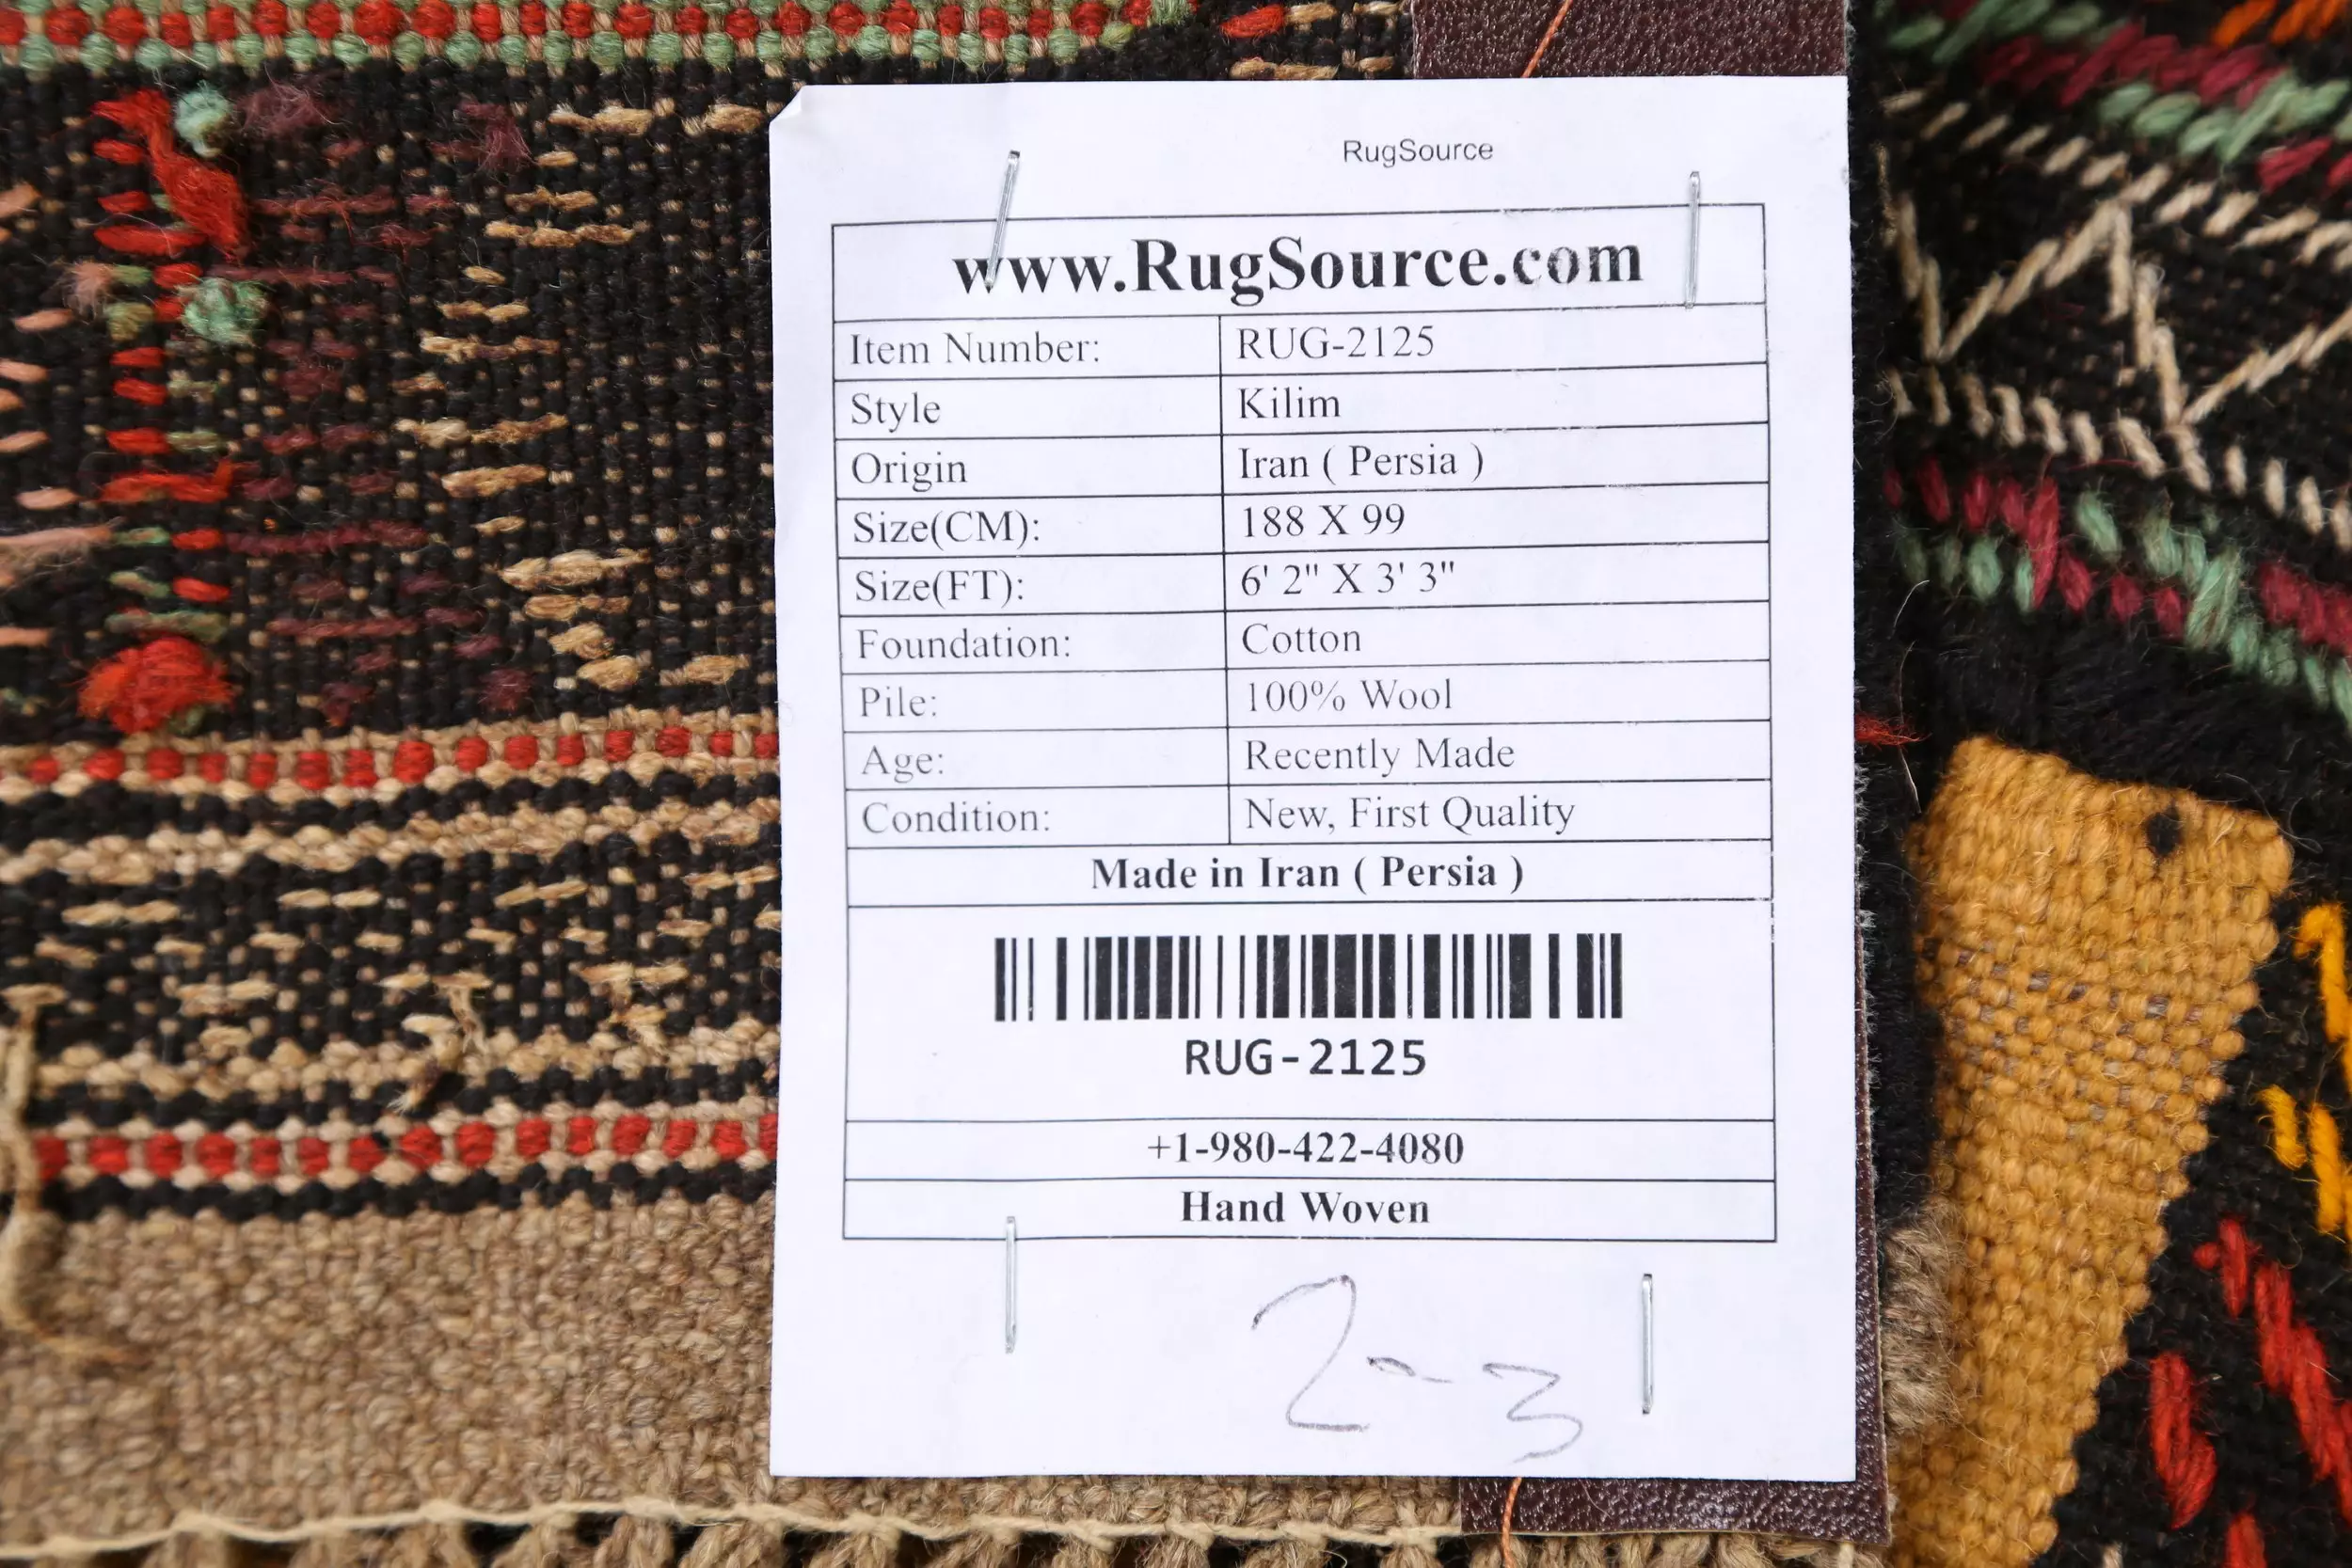 RugSource
www.RugSource.com
Item Number: RUG-2125
Style Kilim
Origin Iran ( Persia )
Size(CM): 188 X 99
Size(FT): 6' 2" X 3' 3"
Foundation: Cotton
Pile: 100% Wool
Age: Recently Made
Condition: New, First Quality
Made in Iran ( Persia )
RUG-2125
+1-980-422-4080
Hand Woven
2-3